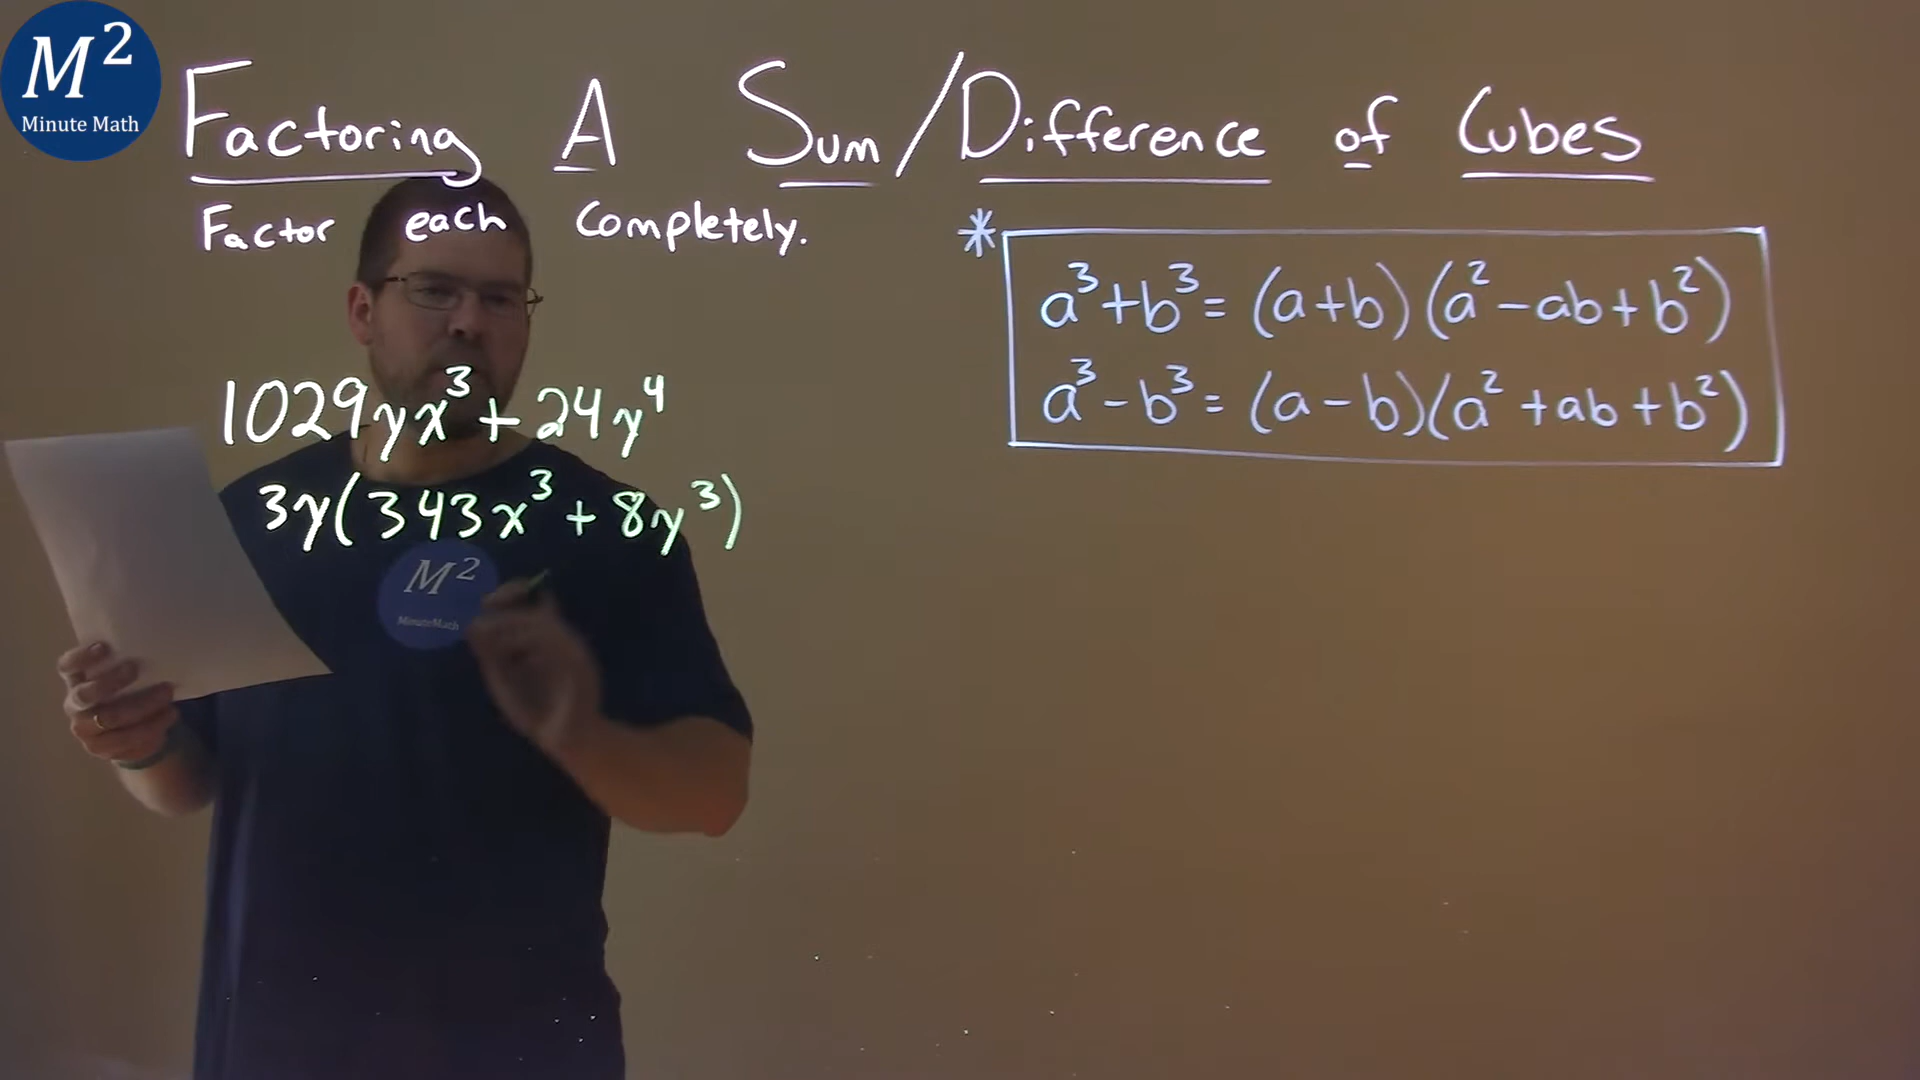 M²
Minute Math
Factoring A Sum/Difference of Cubes
Factor each completely.
*
a³+b³= (a+b)(a²-ab+b²)
a³-b³= (a-b)(a²+ab+b²)
1029yx³+24y⁴
3y(343x³+8y³)
M²
MinuteMath